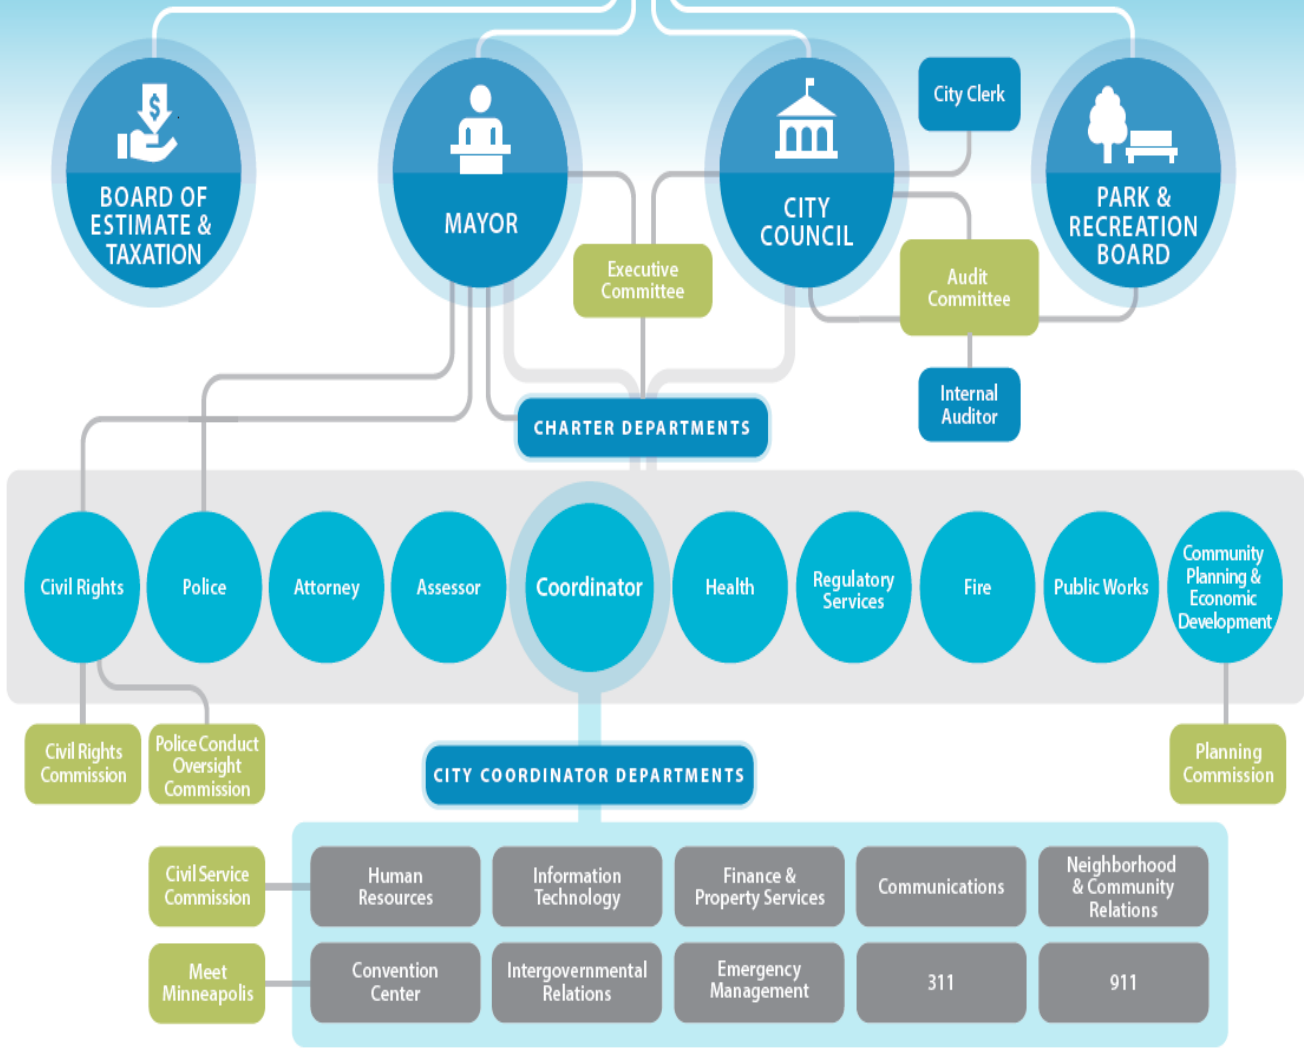 $
BOARD OF
ESTIMATE &
TAXATION
MAYOR
CITY
COUNCIL
PARK &
RECREATION
BOARD
City Clerk
Executive
Committee
Audit
Committee
Internal
Auditor
CHARTER DEPARTMENTS
Civil Rights
Police
Attorney
Assessor
Coordinator
Health
Regulatory
Services
Fire
Public Works
Community
Planning &
Economic
Development
Civil Rights
Commission
Police Conduct
Oversight
Commission
CITY COORDINATOR DEPARTMENTS
Planning
Commission
Civil Service
Commission
Human
Resources
Information
Technology
Finance &
Property Services
Communications
Neighborhood
& Community
Relations
Meet
Minneapolis
Convention
Center
Intergovernmental
Relations
Emergency
Management
311
911